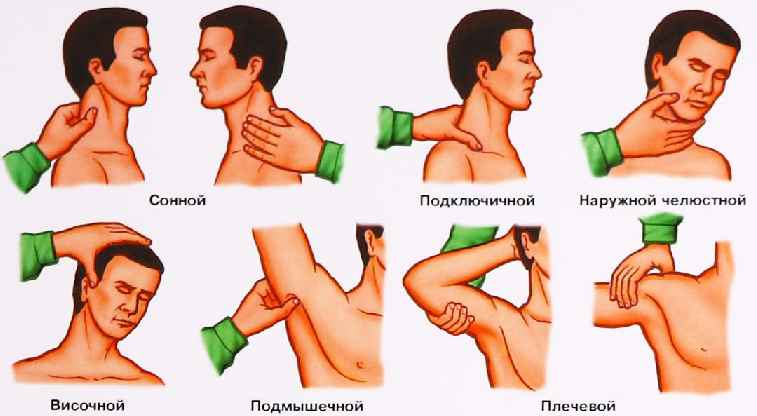 Сонной
Подключичной
Наружной челюстной
Височной
Подмышечной
Плечевой